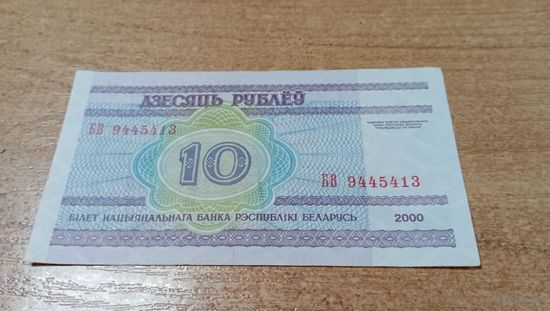 ДЗЕСЯЦЬ РУБЛЁЎ
БВ 9445413
10
БВ 9445413
БІЛЕТ НАЦЫЯНАЛЬНАГА БАНКА РЭСПУБЛІКІ БЕЛАРУСЬ 2000